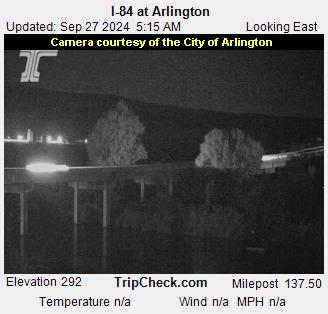 I-84 at Arlington
Updated: Sep 27 2024 5:15 AM Looking East
Camera courtesy of the City of Arlington
Elevation 292 TripCheck.com Milepost 137.50
Temperature n/a Wind n/a MPH n/a